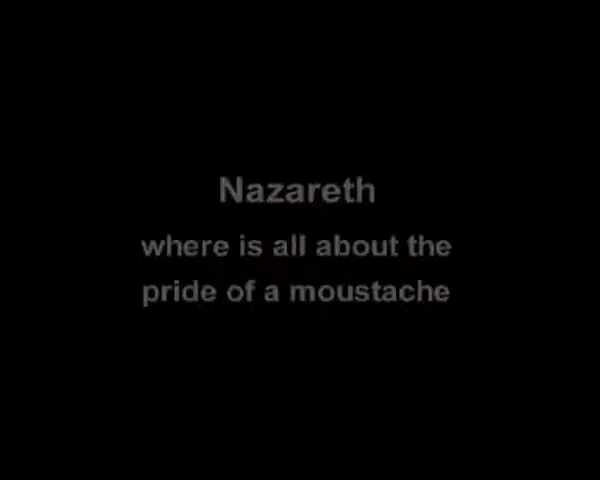 Nazareth
where is all about the
pride of a moustache